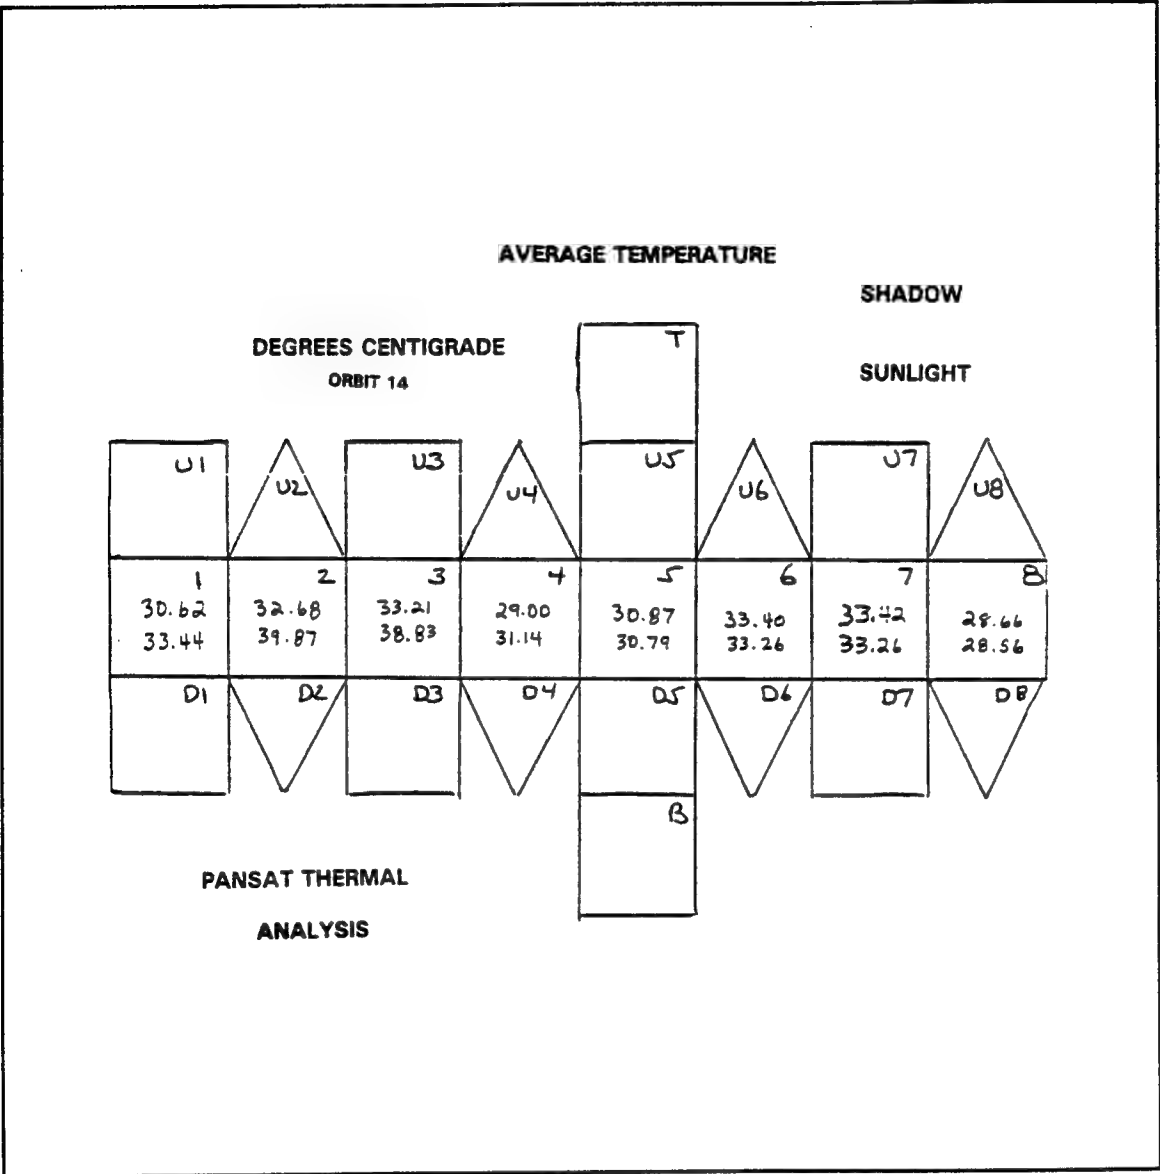 AVERAGE TEMPERATURE
SHADOW
DEGREES CENTIGRADE
ORBIT 14
SUNLIGHT
T
U1 U2 U3 U4 U5 U6 U7 U8
1 2 3 4 5 6 7 8
30.62 32.68 33.21 29.00 30.87 33.40 33.42 28.66
33.44 39.87 38.83 31.14 30.79 33.26 33.26 28.56
D1 D2 D3 D4 D5 D6 D7 D8
B
PANSAT THERMAL
ANALYSIS